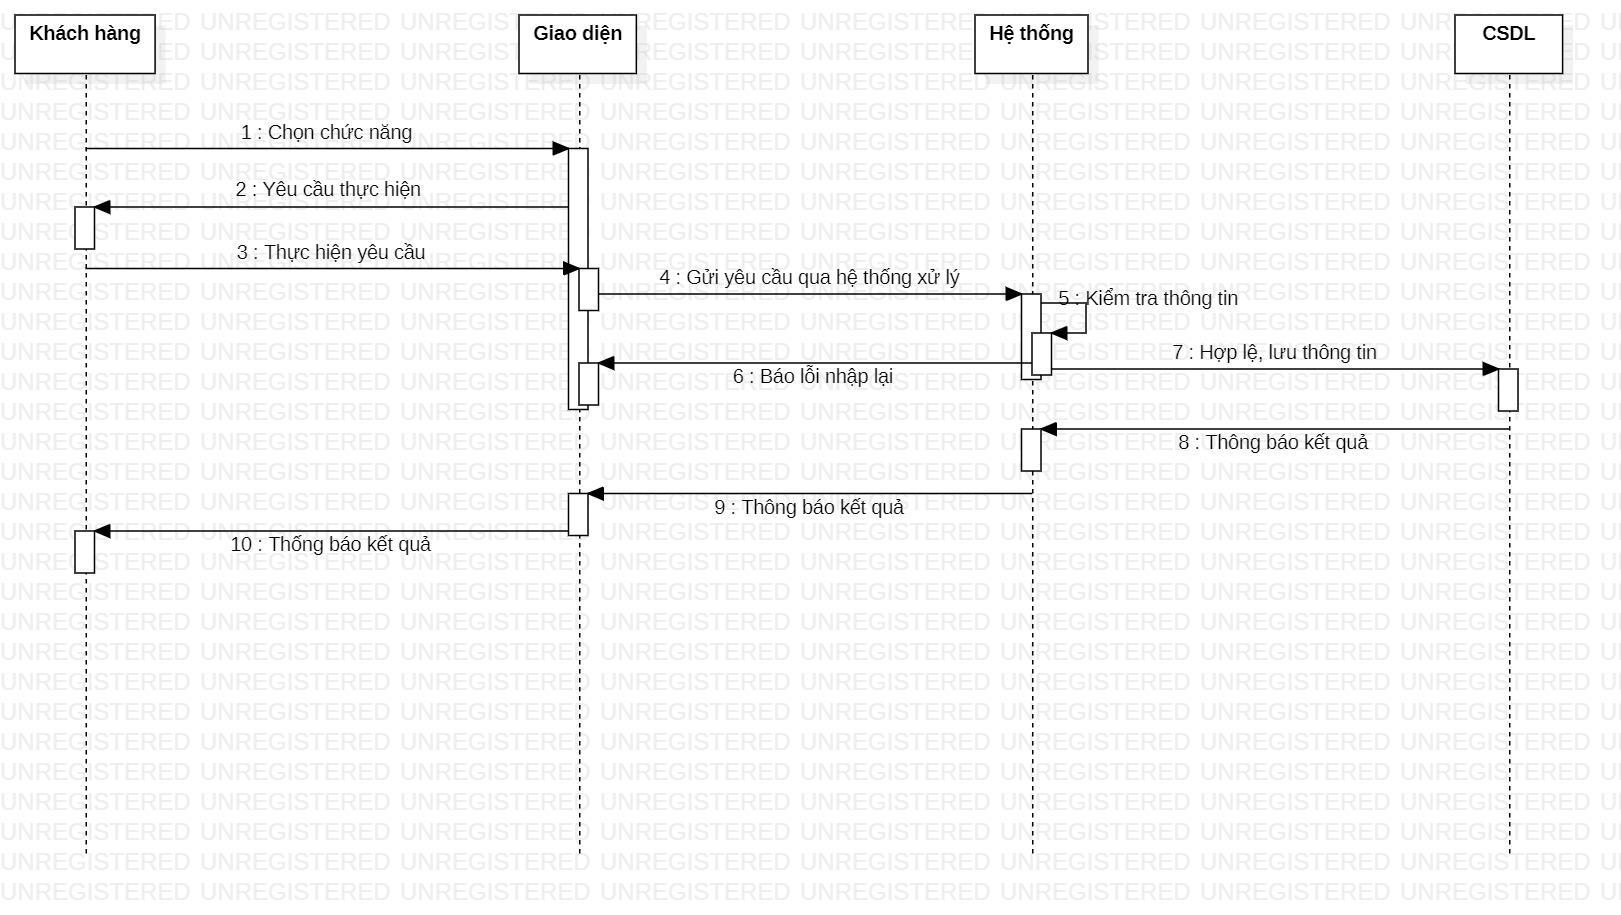 Khách hàng
Giao diện
Hệ thống
CSDL
1 : Chọn chức năng
2 : Yêu cầu thực hiện
3 : Thực hiện yêu cầu
4 : Gửi yêu cầu qua hệ thống xử lý
5 : Kiểm tra thông tin
7 : Hợp lệ, lưu thông tin
6 : Báo lỗi nhập lại
8 : Thông báo kết quả
9 : Thông báo kết quả
10 : Thống báo kết quả
UNREGISTERED